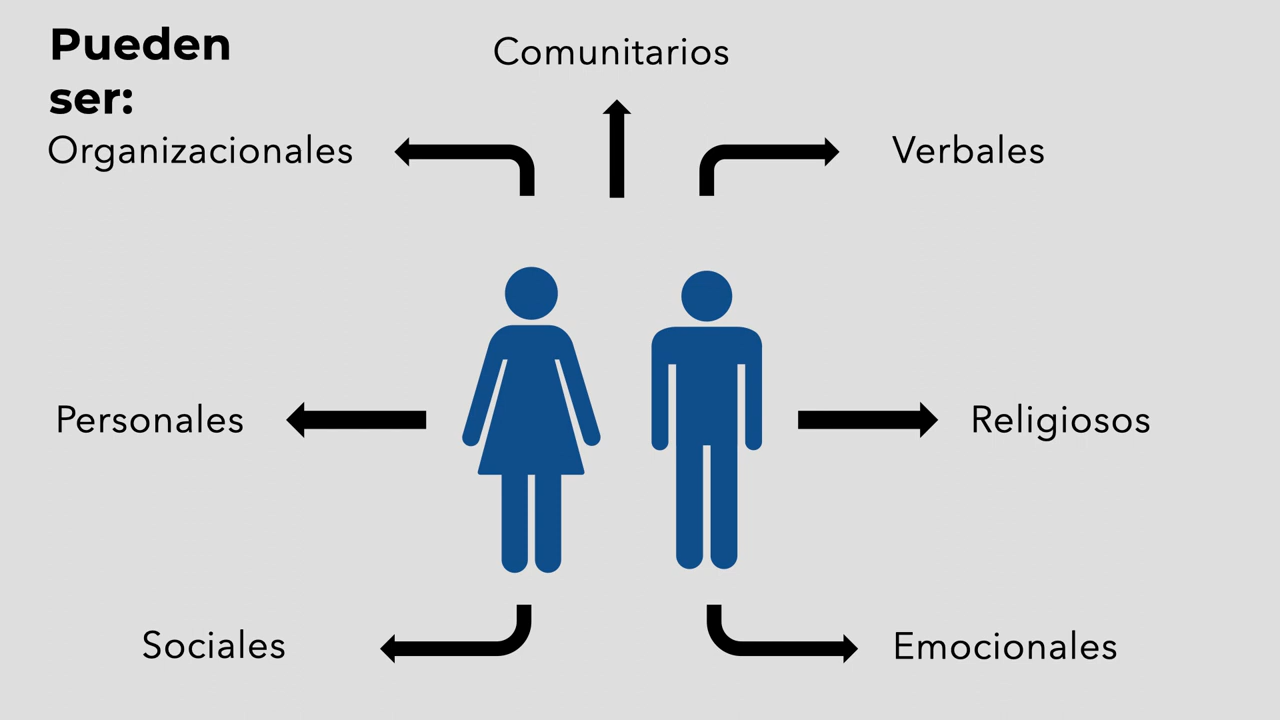 Pueden
ser:
Comunitarios
Organizacionales
Verbales
Personales
Religiosos
Sociales
Emocionales